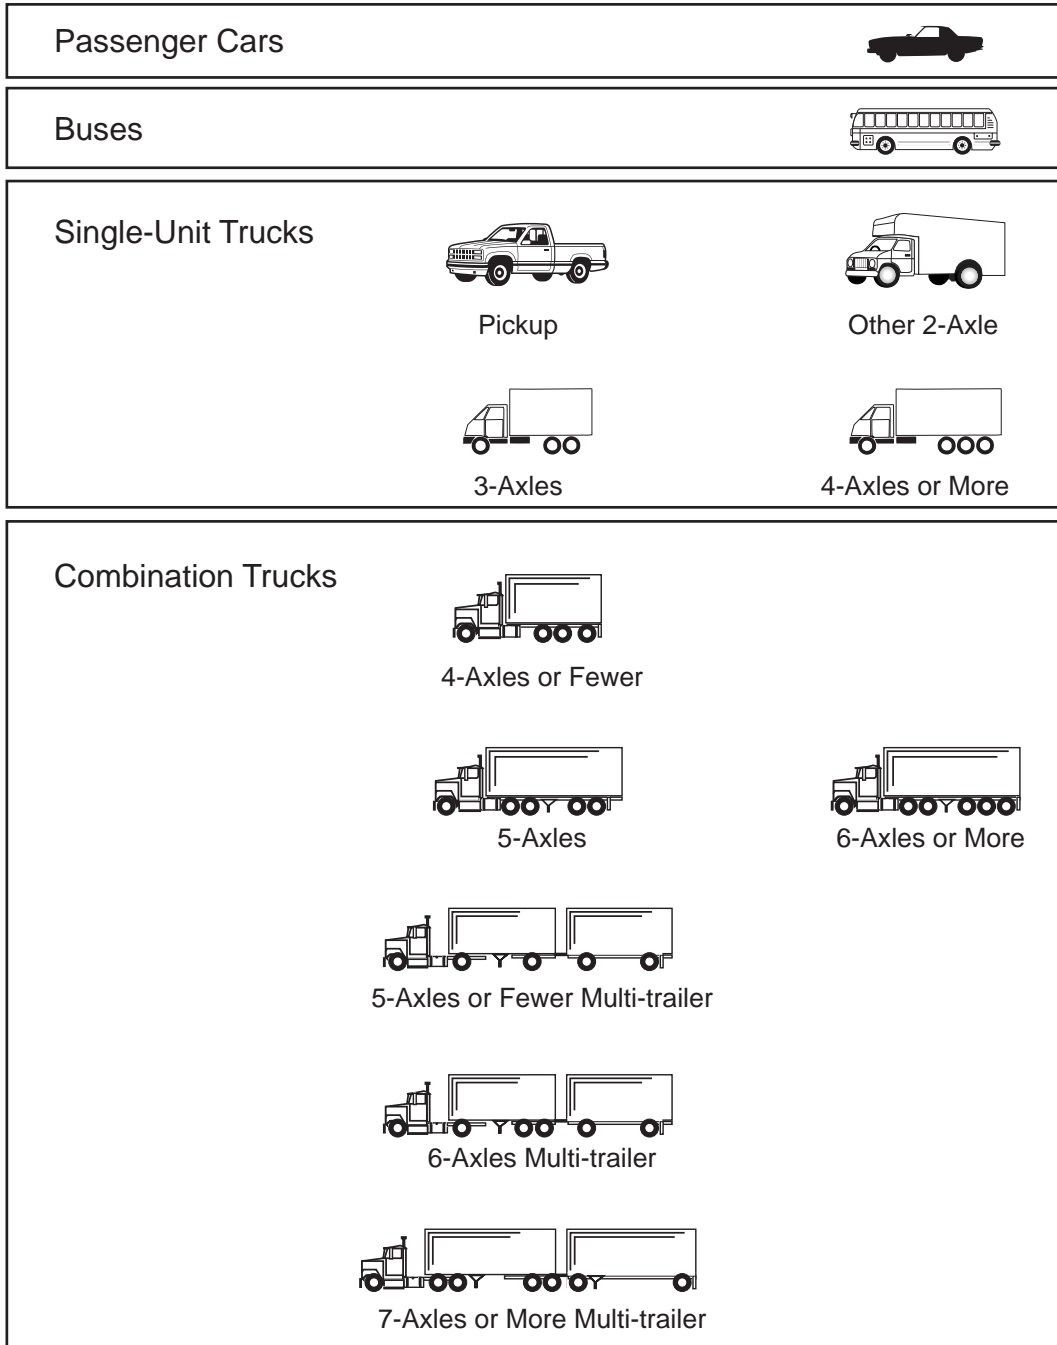 Passenger Cars
Buses
Single-Unit Trucks
Pickup
Other 2-Axle
3-Axles
4-Axles or More
Combination Trucks
4-Axles or Fewer
5-Axles
6-Axles or More
5-Axles or Fewer Multi-trailer
6-Axles Multi-trailer
7-Axles or More Multi-trailer